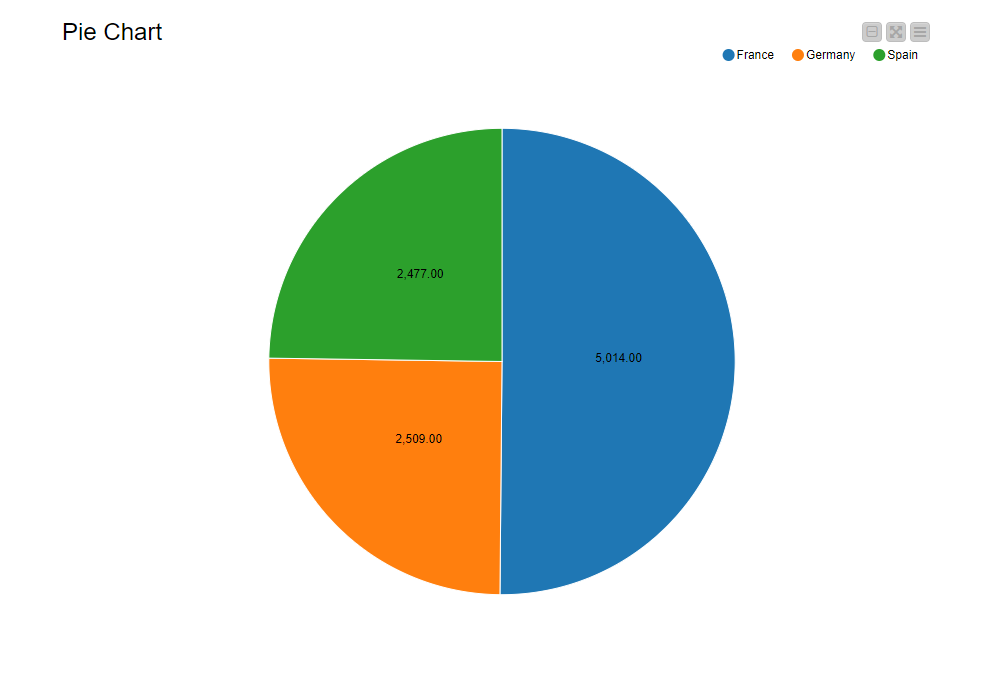 Pie Chart
France Germany Spain
2,477.00
5,014.00
2,509.00